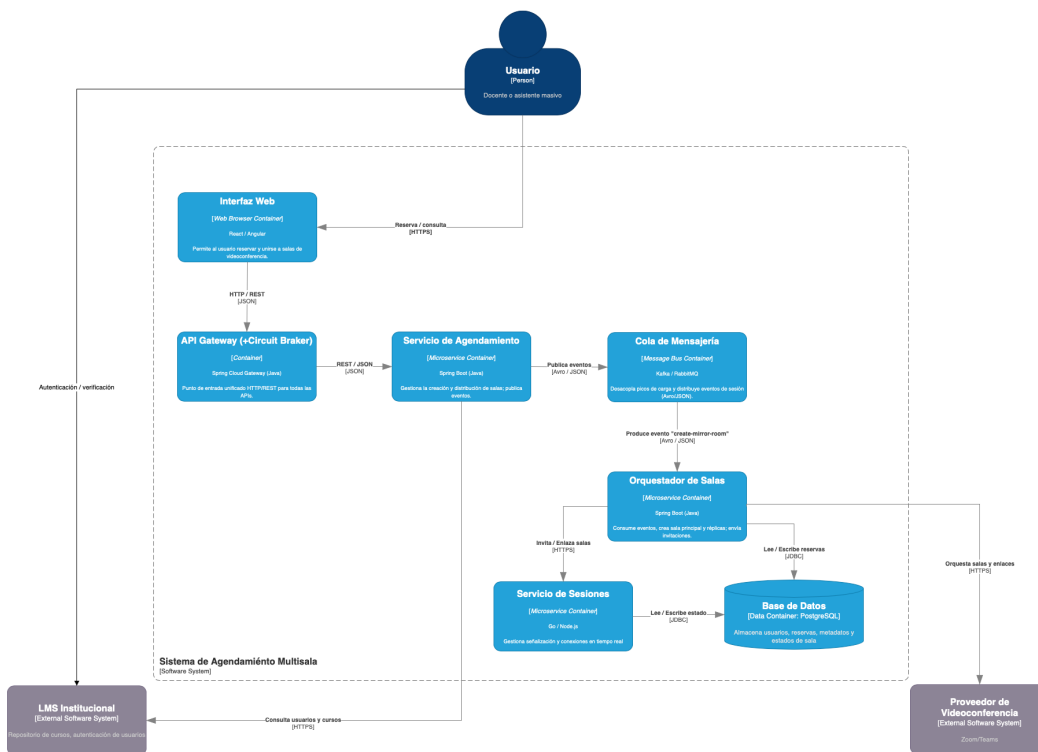 Usuario
[Person]
Docente o asistente masivo
Interfaz Web
[Web Browser Container]
React / Angular
Permite al usuario reservar y unirse a salas de
videoconferencia.
Reserva / consulta
[HTTPS]
HTTP / REST
[JSON]
API Gateway (+Circuit Braker)
[Container]
Spring Cloud Gateway (Java)
Punto de entrada unificado HTTP/REST para todas las
APIs.
REST / JSON
[JSON]
Servicio de Agendamiento
[Microservice Container]
Spring Boot (Java)
Gestiona la creación y distribución de salas; publica
eventos.
Publica eventos
[Avro / JSON]
Cola de Mensajería
[Message Bus Container]
Kafka / RabbitMQ
Desacopla picos de carga y distribuye eventos de sesión
(Avro/JSON).
Autenticación / verificación
Produce evento "create-mirror-room"
[Avro / JSON]
Orquestador de Salas
[Microservice Container]
Spring Boot (Java)
Consume eventos, crea sala principal y réplicas; envía
invitaciones.
Invita / Enlaza salas
[HTTPS]
Lee / Escribe reservas
[JDBC]
Orquesta salas y enlaces
[HTTPS]
Servicio de Sesiones
[Microservice Container]
Go / Node.js
Gestiona señalización y conexiones en tiempo real
Lee / Escribe estado
[JDBC]
Base de Datos
[Data Container: PostgreSQL]
Almacena usuarios, reservas, metadatos y
estados de sala
Sistema de Agendamiénto Multisala
[Software System]
LMS Institucional
[External Software System]
Repositorio de cursos, autenticación de usuarios
Consulta usuarios y cursos
[HTTPS]
Proveedor de
Videoconferencia
[External Software System]
Zoom/Teams